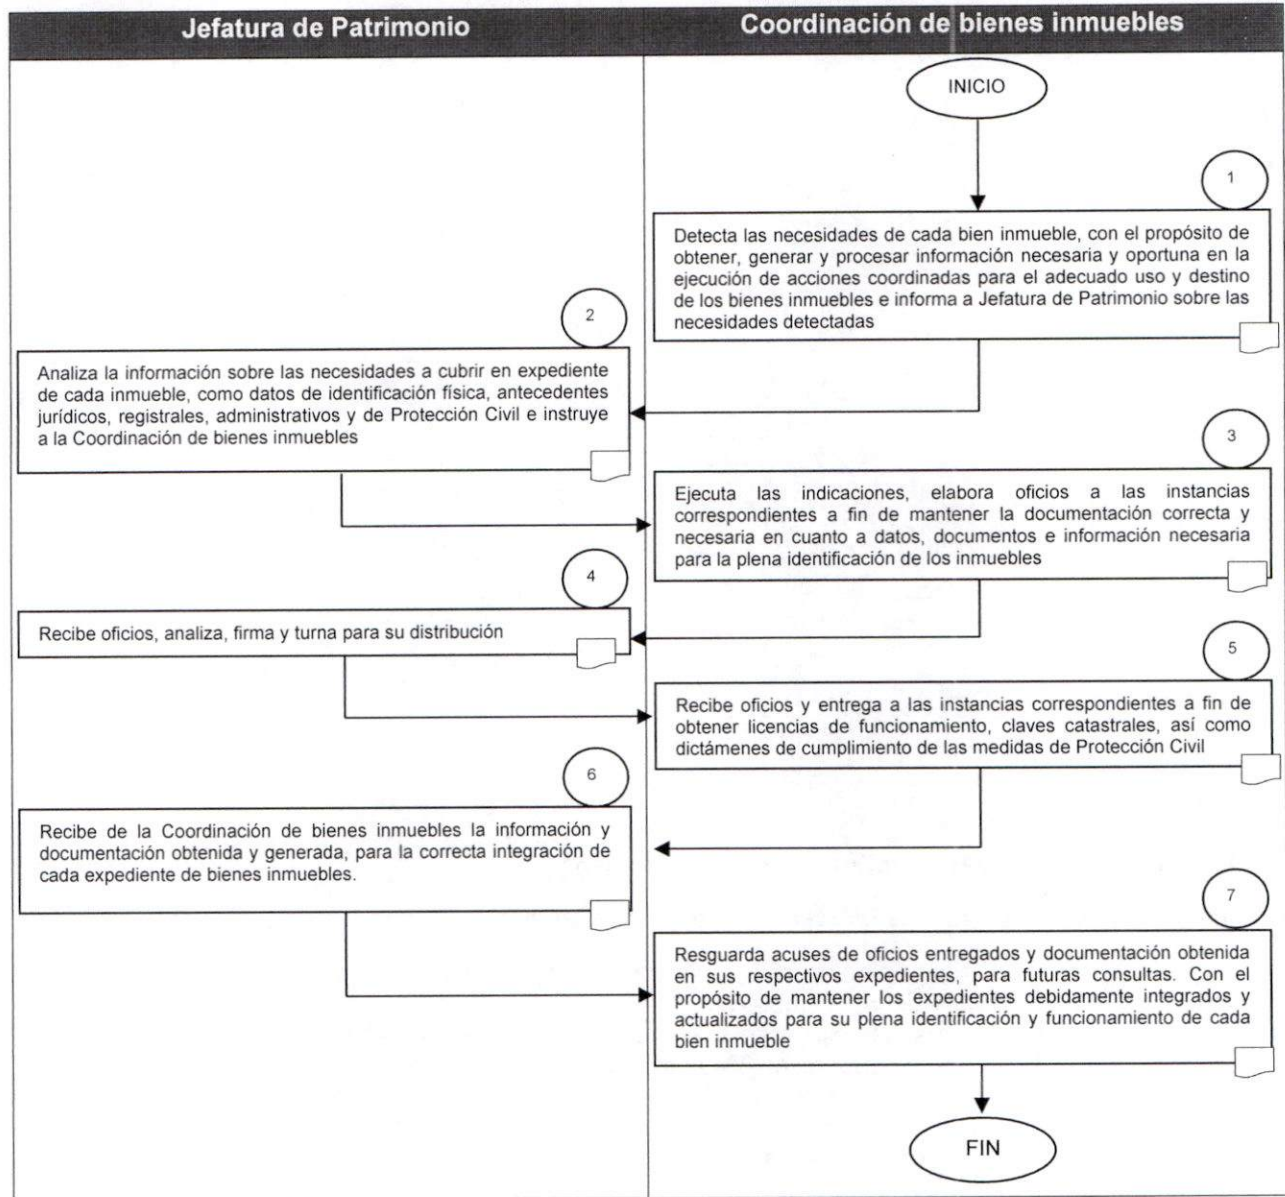 Jefatura de Patrimonio
Coordinación de bienes inmuebles
INICIO
1
Detecta las necesidades de cada bien inmueble, con el propósito de
obtener, generar y procesar información necesaria y oportuna en la
ejecución de acciones coordinadas para el adecuado uso y destino
de los bienes inmuebles e informa a Jefatura de Patrimonio sobre las
necesidades detectadas
2
Analiza la información sobre las necesidades a cubrir en expediente
de cada inmueble, como datos de identificación física, antecedentes
jurídicos, registrales, administrativos y de Protección Civil e instruye
a la Coordinación de bienes inmuebles
3
Ejecuta las indicaciones, elabora oficios a las instancias
correspondientes a fin de mantener la documentación correcta y
necesaria en cuanto a datos, documentos e información necesaria
para la plena identificación de los inmuebles
4
Recibe oficios, analiza, firma y turna para su distribución
5
Recibe oficios y entrega a las instancias correspondientes a fin de
obtener licencias de funcionamiento, claves catastrales, así como
dictámenes de cumplimiento de las medidas de Protección Civil
6
Recibe de la Coordinación de bienes inmuebles la información y
documentación obtenida y generada, para la correcta integración de
cada expediente de bienes inmuebles.
7
Resguarda acuses de oficios entregados y documentación obtenida
en sus respectivos expedientes, para futuras consultas. Con el
propósito de mantener los expedientes debidamente integrados y
actualizados para su plena identificación y funcionamiento de cada
bien inmueble
FIN